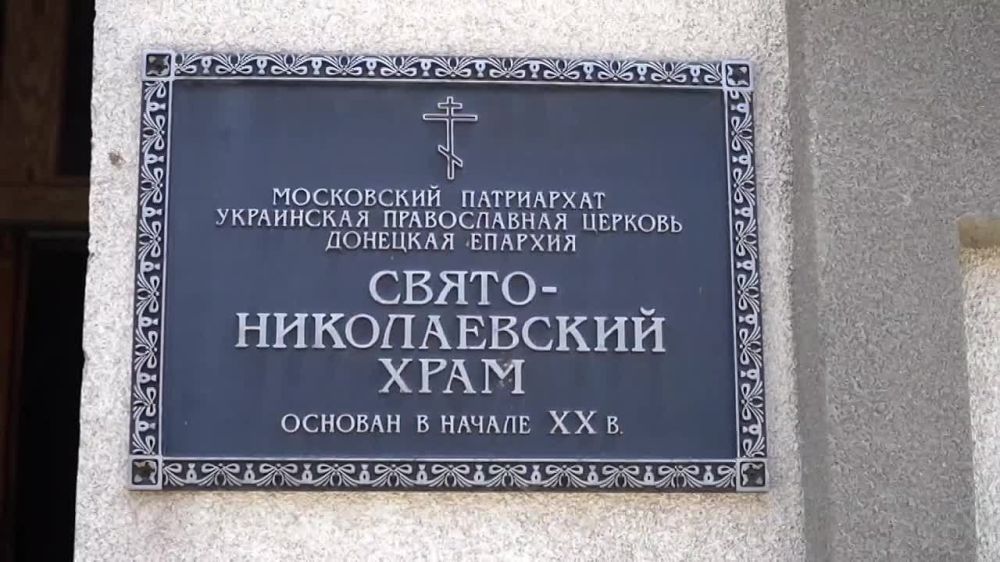 МОСКОВСКИЙ ПАТРИАРХАТ
УКРАИНСКАЯ ПРАВОСЛАВНАЯ ЦЕРКОВЬ
ДОНЕЦКАЯ ЕПАРХИЯ
СВЯТО-
НИКОЛАЕВСКИЙ
ХРАМ
ОСНОВАН В НАЧАЛЕ XX В.